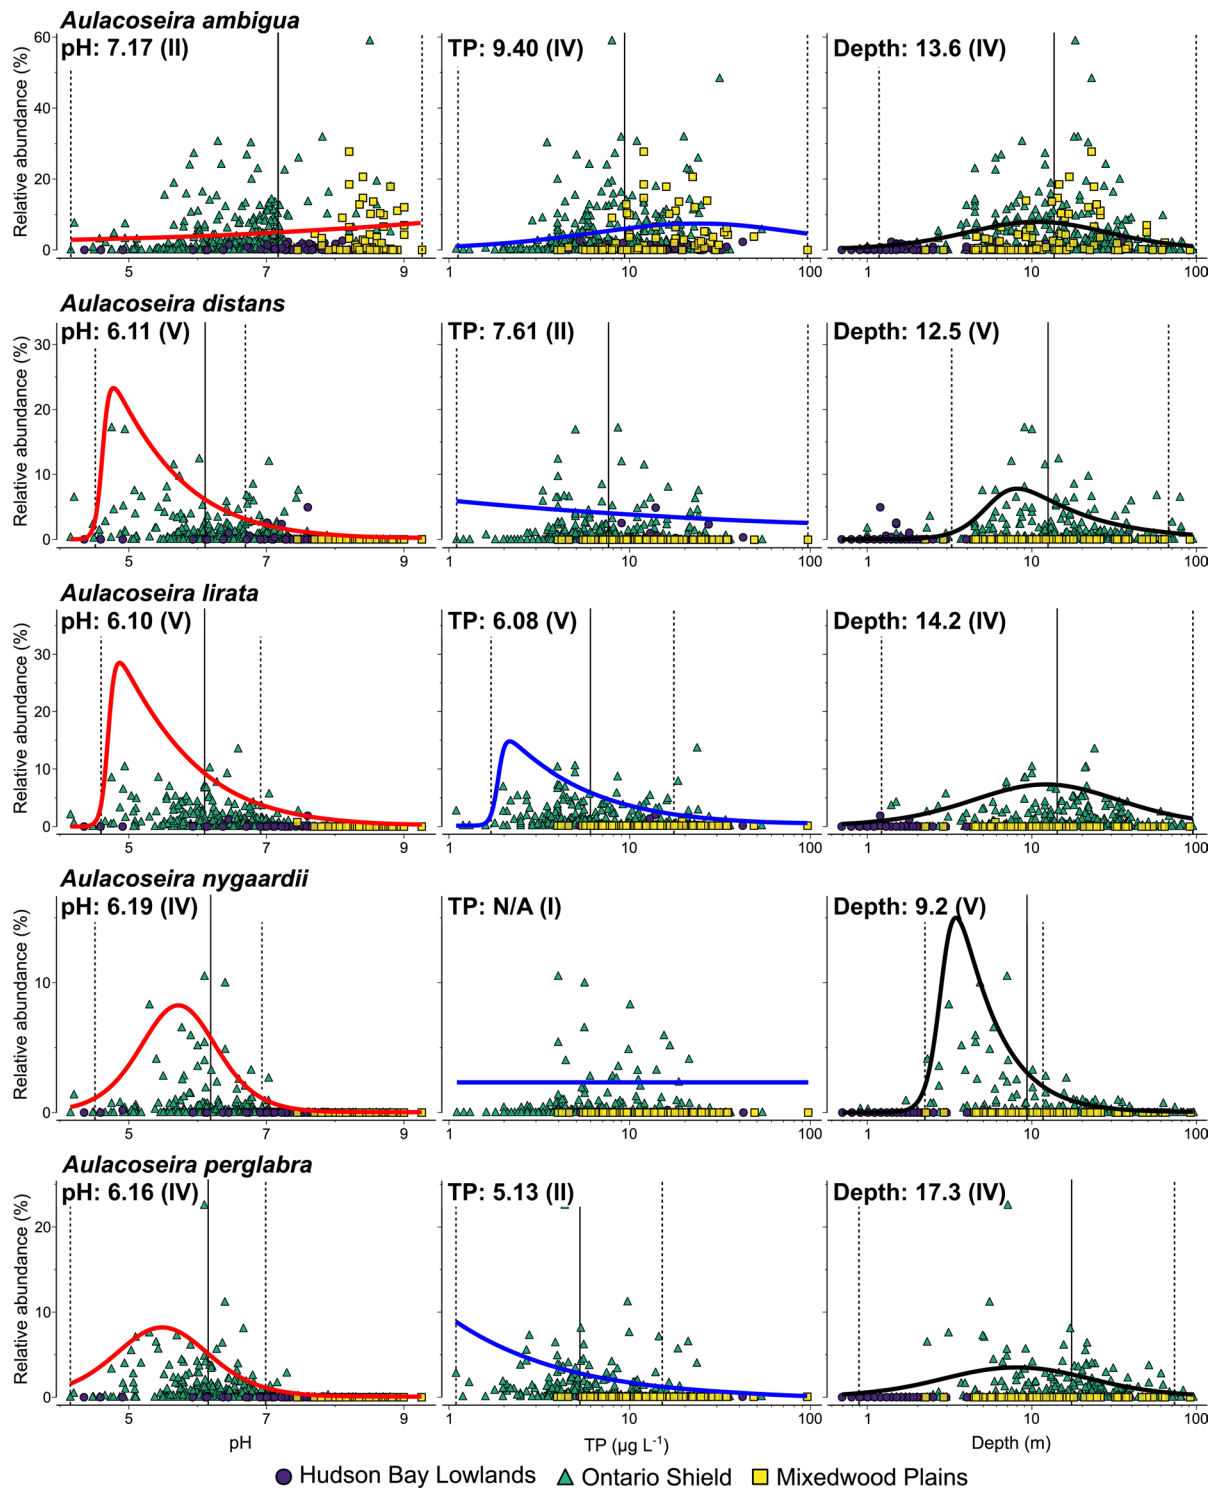 Aulacoseira ambigua
pH: 7.17 (II) TP: 9.40 (IV) Depth: 13.6 (IV)
Relative abundance (%)
60
40
20
0
5 7 9 1 10 100 1 10 100
Aulacoseira distans
pH: 6.11 (V) TP: 7.61 (II) Depth: 12.5 (V)
Relative abundance (%)
30
20
10
0
5 7 9 1 10 100 1 10 100
Aulacoseira lirata
pH: 6.10 (V) TP: 6.08 (V) Depth: 14.2 (IV)
Relative abundance (%)
30
20
10
0
5 7 9 1 10 100 1 10 100
Aulacoseira nygaardii
pH: 6.19 (IV) TP: N/A (I) Depth: 9.2 (V)
Relative abundance (%)
10
0
5 7 9 1 10 100 1 10 100
Aulacoseira perglabra
pH: 6.16 (IV) TP: 5.13 (II) Depth: 17.3 (IV)
Relative abundance (%)
20
10
0
5 7 9 1 10 100 1 10 100
pH TP (µg L⁻¹) Depth (m)
Hudson Bay Lowlands Ontario Shield Mixedwood Plains